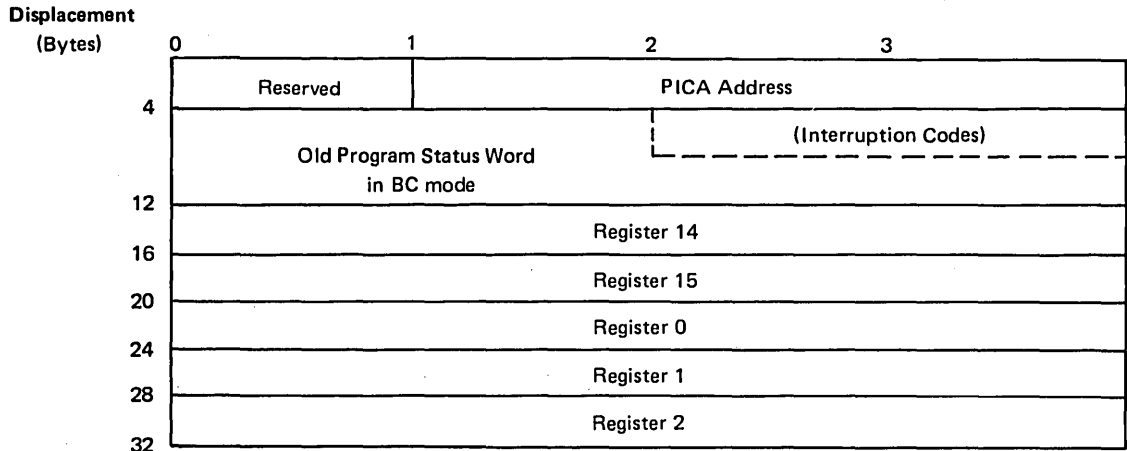 Displacement
(Bytes) 0 1 2 3
Reserved PICA Address
4
(Interruption Codes)
Old Program Status Word
in BC mode
12
Register 14
16
Register 15
20
Register 0
24
Register 1
28
Register 2
32